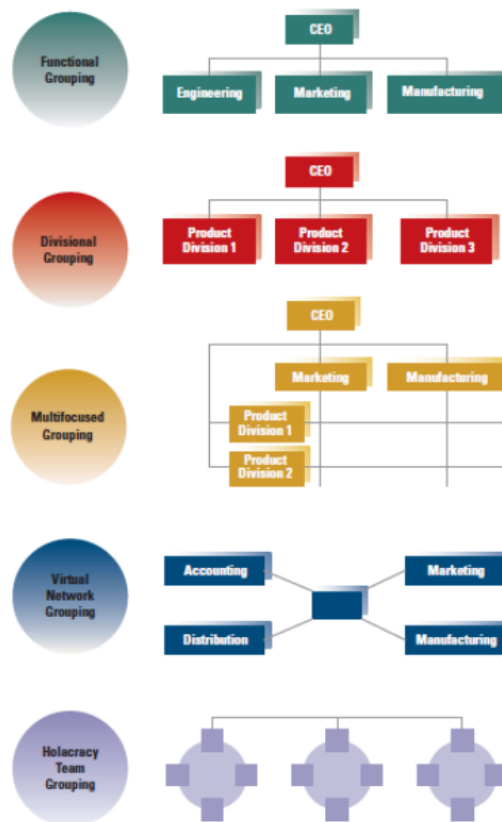 CEO
Functional
Grouping
Engineering
Marketing
Manufacturing
CEO
Divisional
Grouping
Product
Division 1
Product
Division 2
Product
Division 3
CEO
Marketing
Manufacturing
Multifocused
Grouping
Product
Division 1
Product
Division 2
Virtual
Network
Grouping
Accounting
Marketing
Distribution
Manufacturing
Holacracy
Team
Grouping